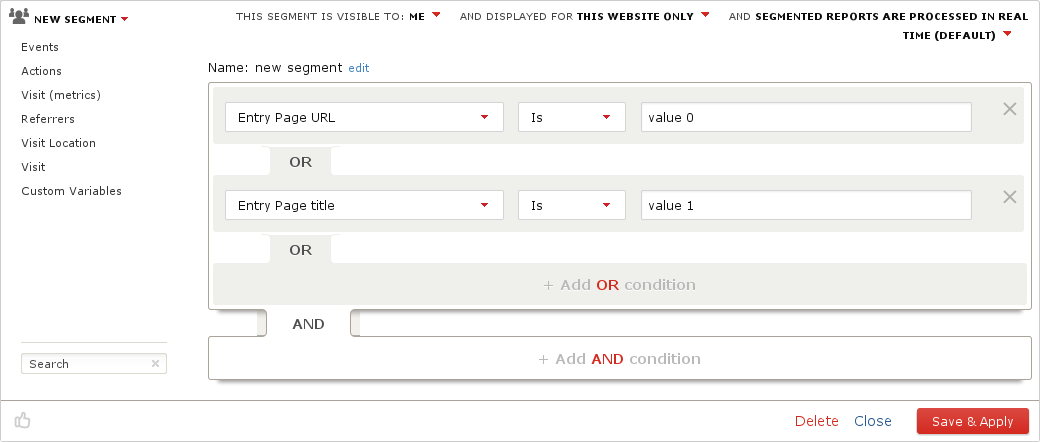 NEW SEGMENT THIS SEGMENT IS VISIBLE TO: ME AND DISPLAYED FOR THIS WEBSITE ONLY AND SEGMENTED REPORTS ARE PROCESSED IN REAL
TIME (DEFAULT)
Events
Actions
Visit (metrics)
Referrers
Visit Location
Visit
Custom Variables
Search
Name: new segment edit
Entry Page URL Is value 0
OR
Entry Page title Is value 1
OR
+ Add OR condition
AND
+ Add AND condition
Delete Close Save & Apply